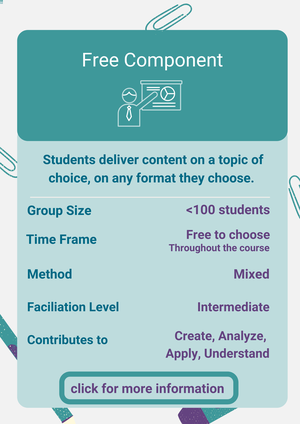 Free Component
Students deliver content on a topic of
choice, on any format they choose.
Group Size <100 students
Time Frame Free to choose
Throughout the course
Method Mixed
Faciliation Level Intermediate
Contributes to Create, Analyze,
Apply, Understand
click for more information